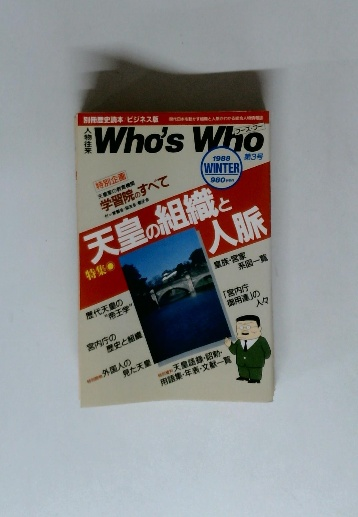 別冊歴史読本 ビジネス版
人物往来
Who's Who
フーズ・フー
1988
WINTER
第3号
980
特別企画
学習院のすべて
天皇の組織と
人脈
特集
皇族・宮家
系図一覧
歴代天皇の
"帝王学"
「宮内庁
御用達」の
人々
宮内庁の
歴史と組織
外国人の
見た天皇
天皇語録・詔勅・
用語集・年表・文献一覧